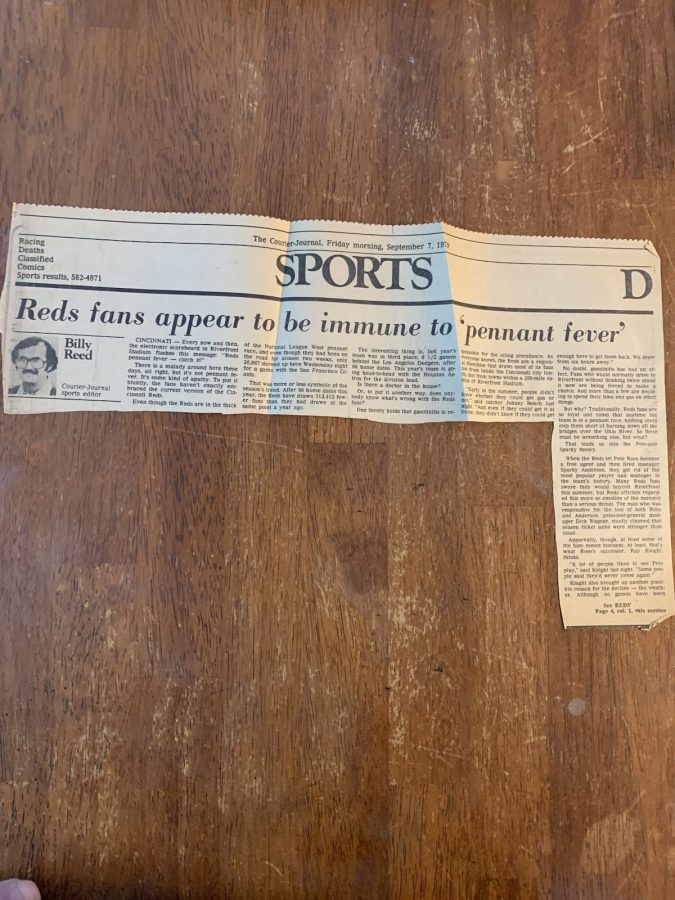 Racing
Deaths
Classified
Comics
Sports results, 582-4871
The Courier-Journal, Friday morning, September 7, 197
SPORTS
D
Reds fans appear to be immune to 'pennant fever'
Billy
Reed
Courier-Journal
sports editor
CINCINNATI — Every now and then,
the electronic scoreboard in Riverfront
Stadium flashes this message: "Reds
pennant fever — catch it!"
There is a malady around here these
days, all right, but it's not pennant fe-
ver. It's some kind of apathy. To put it
bluntly, the fans haven't exactly em-
braced the current version of the Cin-
cinnati Reds.
Even though the Reds are in the thick
of the National League West pennant
race, and even though they had been on
the road for almost two weeks, only
20,667 showed up here Wednesday night
for a game with the San Francisco Gi-
ants.
That was more or less symbolic of the
season's trend. After 66 home dates this
year, the Reds have drawn 313,413 few-
er fans than they had drawn at the
same point a year ago.
The interesting thing is, last year's
team was in third place, 6 1/2 games
behind the Los Angeles Dodgers, after
66 home dates. This year's team is go-
ing head-to-head with the Houston As-
tros for the division lead.
Is there a doctor in the house?
Or, to put it another way, does any-
body know what's wrong with the Reds
fans?
One theory holds that gasolinitis is re-
sponsible for the ailing attendance. As
everyone knows, the Reds are a region-
al franchise that draws most of its fans
not from inside the Cincinnati city lim-
its, but from towns within a 200-mile ra-
dius of Riverfront Stadium.
"Early in the summer, people didn't
know whether they could get gas or
not," said catcher Johnny Bench last
night. "And even if they could get it at
home, they didn't know if they could get
enough here to get them back. We draw
from six hours away."
No doubt, gasolinitis has had an ef-
fect. Fans who would normally drive to
Riverfront without thinking twice about
it now are being forced to make a
choice. And more than a few are decid-
ing to spend their time and gas on other
things.
But why? Traditionally, Reds fans are
so loyal and rabid that anytime the
team is in a pennant race, nothing could
stop them short of burning down all the
bridges over the Ohio River. So there
must be something else, but what?
That leads us into the Pete-and-
Sparky theory.
When the Reds let Pete Rose become
a free agent and then fired manager
Sparky Anderson, they got rid of the
most popular player and manager in
the team's history. Many Reds fans
swore they would boycott Riverfront
this summer, but Reds officials regard-
ed this more as emotion of the moment
than a serious threat. The man who was
responsible for the loss of both Rose
and Anderson, president-general man-
ager Dick Wagner, stoutly claimed that
season ticket sales were stronger than
usual.
Apparently, though, at least some of
the fans meant business. At least, that's
what Rose's successor, Ray Knight,
thinks.
"A lot of people liked to see Pete
play," said Knight last night. "Some peo-
ple said they'd never come again."
Knight also brought up another possi-
ble reason for the decline — the weath-
er. Although no games have been
See REDS
Page 4, col. 1, this section